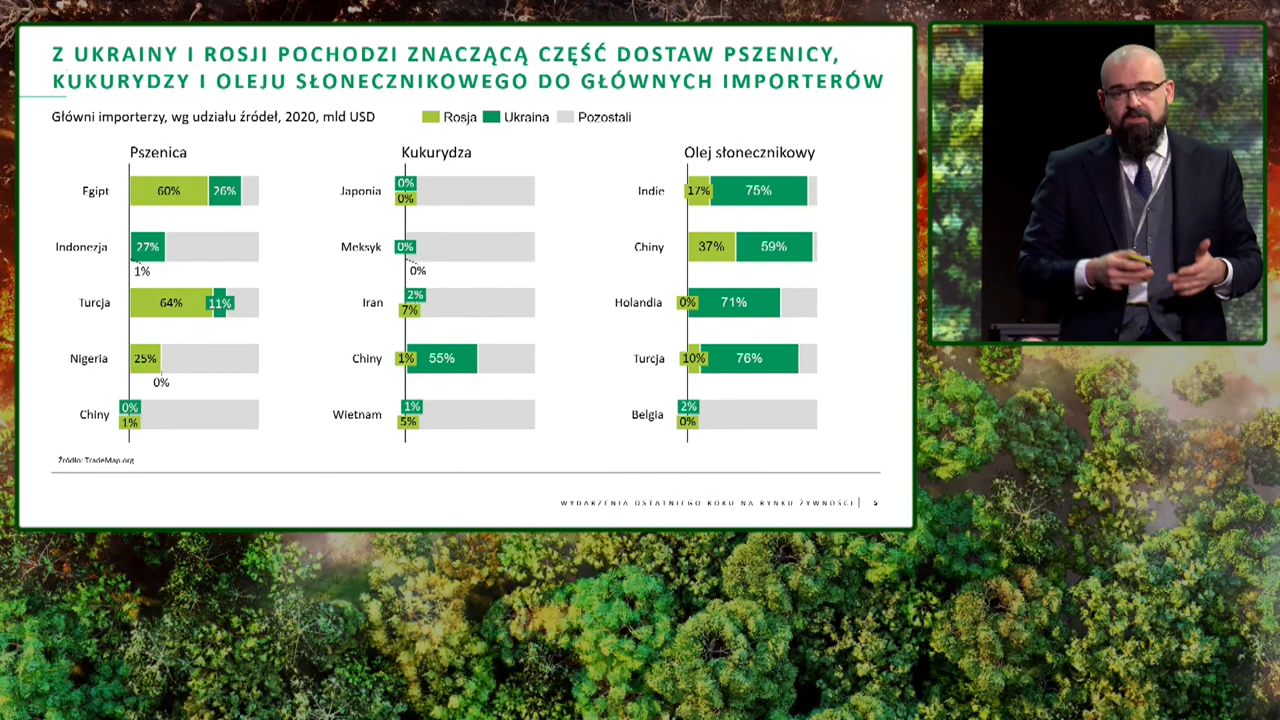 Z UKRAINY I ROSJI POCHODZI ZNACZĄCĄ CZĘŚĆ DOSTAW PSZENICY,
KUKURYDZY I OLEJU SŁONECZNIKOWEGO DO GŁÓWNYCH IMPORTERÓW
Główni importerzy, wg udziału źródeł, 2020, mld USD
Rosja Ukraina Pozostali
Pszenica
Egipt 60% 26%
Indonezja 27%
1%
Turcja 64% 11%
Nigeria 25%
0%
Chiny 0%
1%
Kukurydza
Japonia 0%
0%
Meksyk 0%
0%
Iran 2%
7%
Chiny 1% 55%
Wietnam 1%
5%
Olej słonecznikowy
Indie 17% 75%
Chiny 37% 59%
Holandia 0% 71%
Turcja 10% 76%
Belgia 2%
0%
Źródło: TradeMap.org
WYDARZENIA OSTATNIEGO ROKU NA RYNKU ŻYWNOŚCI | 5